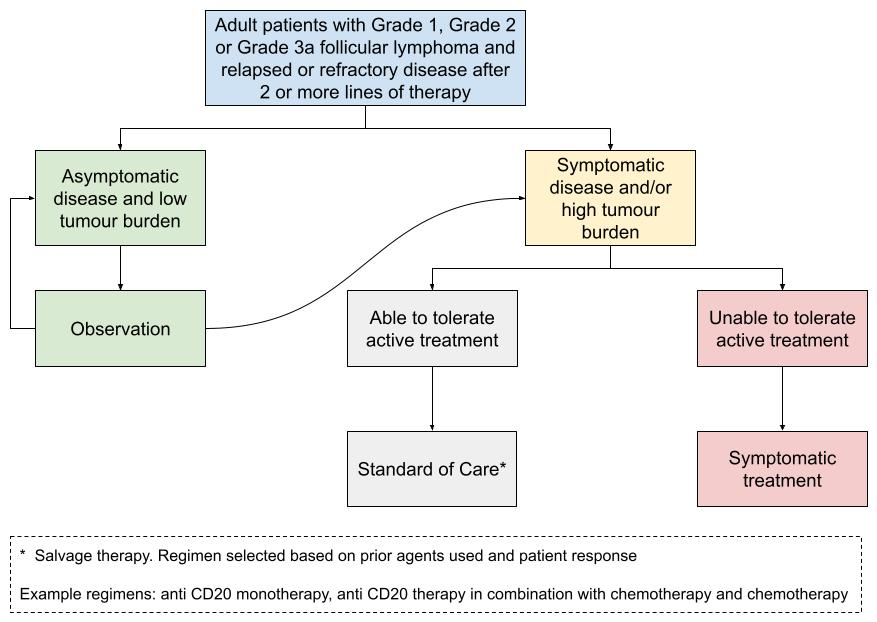 Adult patients with Grade 1, Grade 2
or Grade 3a follicular lymphoma and
relapsed or refractory disease after
2 or more lines of therapy
Asymptomatic
disease and low
tumour burden
Symptomatic
disease and/or
high tumour
burden
Observation
Able to tolerate
active treatment
Unable to tolerate
active treatment
Standard of Care*
Symptomatic
treatment
* Salvage therapy. Regimen selected based on prior agents used and patient response
Example regimens: anti CD20 monotherapy, anti CD20 therapy in combination with chemotherapy and chemotherapy